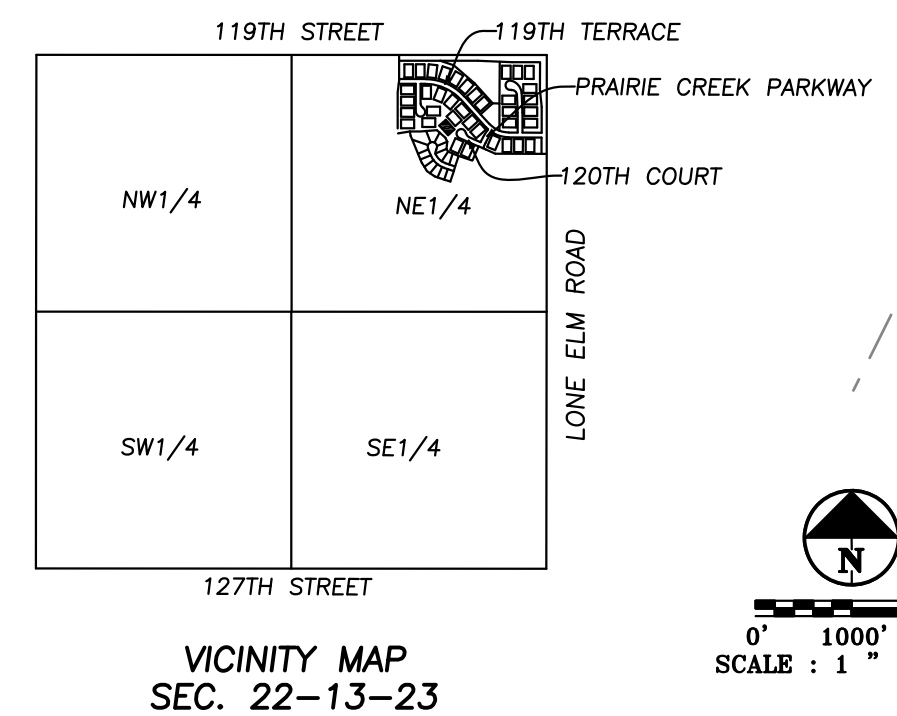 119TH STREET
119TH TERRACE
PRAIRIE CREEK PARKWAY
120TH COURT
NW1/4
NE1/4
LONE ELM ROAD
SW1/4
SE1/4
127TH STREET
VICINITY MAP
SEC. 22-13-23
N
0' 1000'
SCALE : 1 "